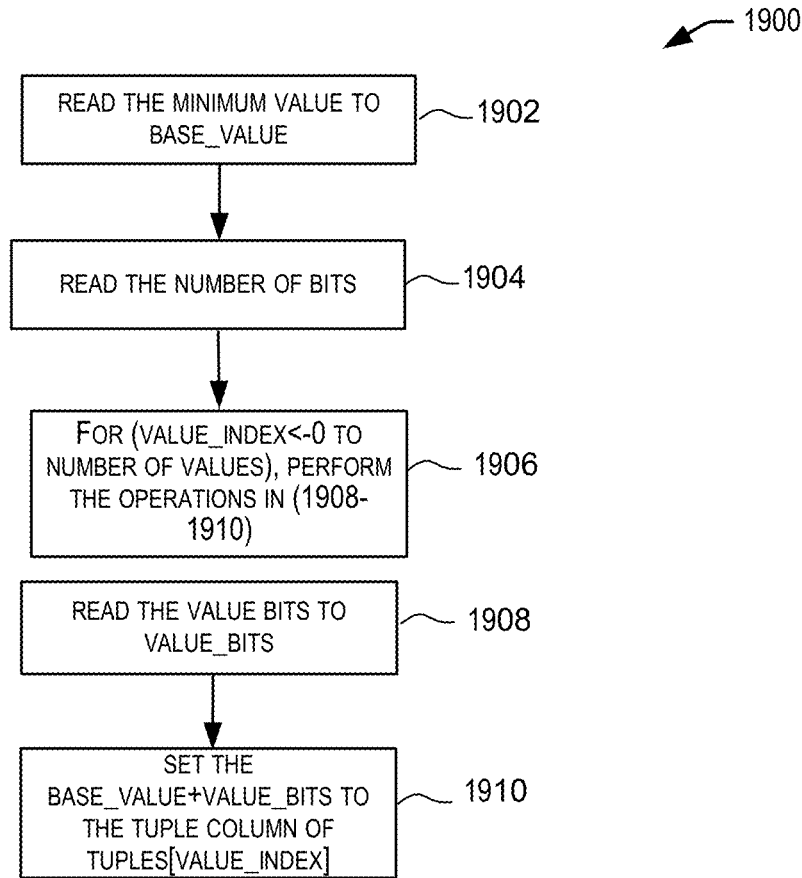 1900
READ THE MINIMUM VALUE TO
BASE_VALUE
1902
READ THE NUMBER OF BITS
1904
FOR (VALUE_INDEX<-0 TO
NUMBER OF VALUES), PERFORM
THE OPERATIONS IN (1908-
1910)
1906
READ THE VALUE BITS TO
VALUE_BITS
1908
SET THE
BASE_VALUE+VALUE_BITS TO
THE TUPLE COLUMN OF
TUPLES[VALUE_INDEX]
1910